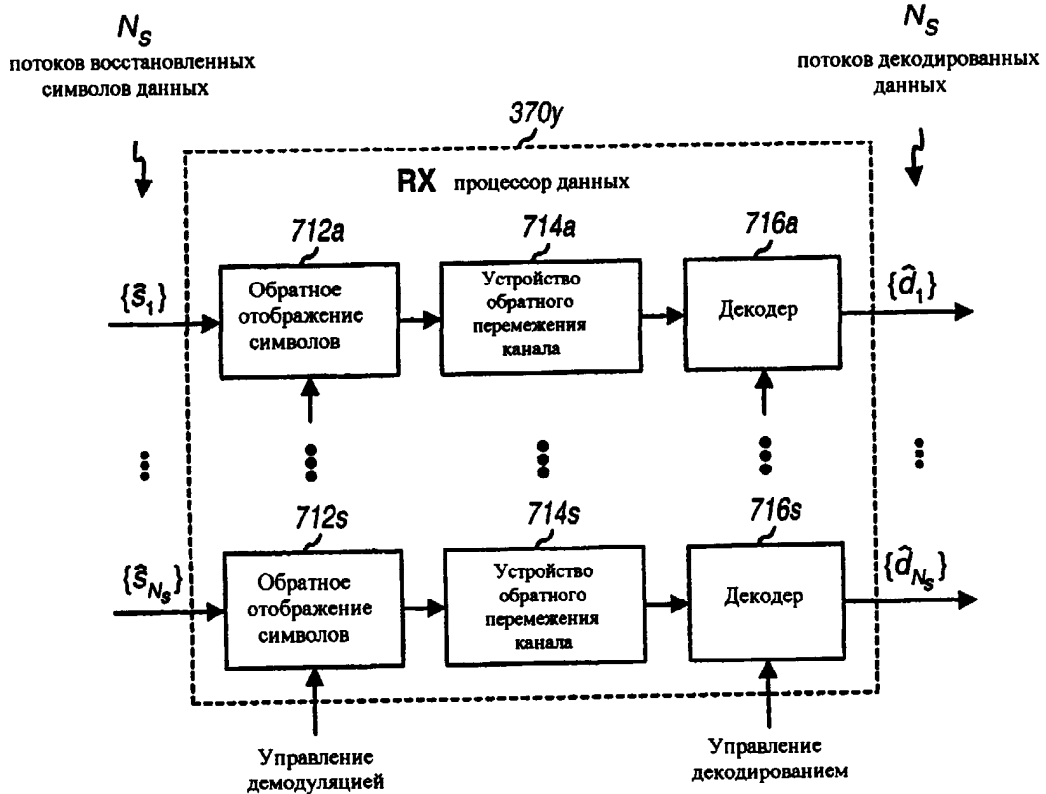 N_S
потоков восстановленных
символов данных
N_S
потоков декодированных
данных
370y
RX процессор данных
712a
714a
716a
{ŝ_1}
Обратное
отображение
символов
Устройство
обратного
перемежения
канала
Декодер
{d̂_1}
712s
714s
716s
{ŝ_{N_S}}
Обратное
отображение
символов
Устройство
обратного
перемежения
канала
Декодер
{d̂_{N_S}}
Управление
демодуляцией
Управление
декодированием